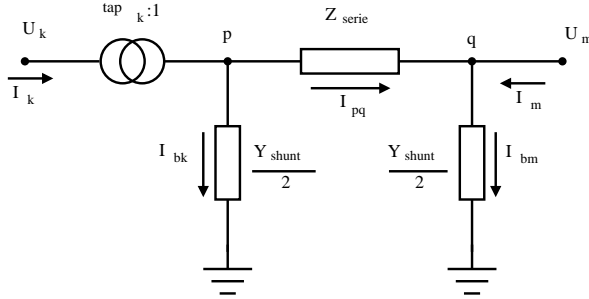 tap k:1
Z serie
U k
p
q
U m
I k
I pq
I m
I bk
Y shunt
2
Y shunt
2
I bm